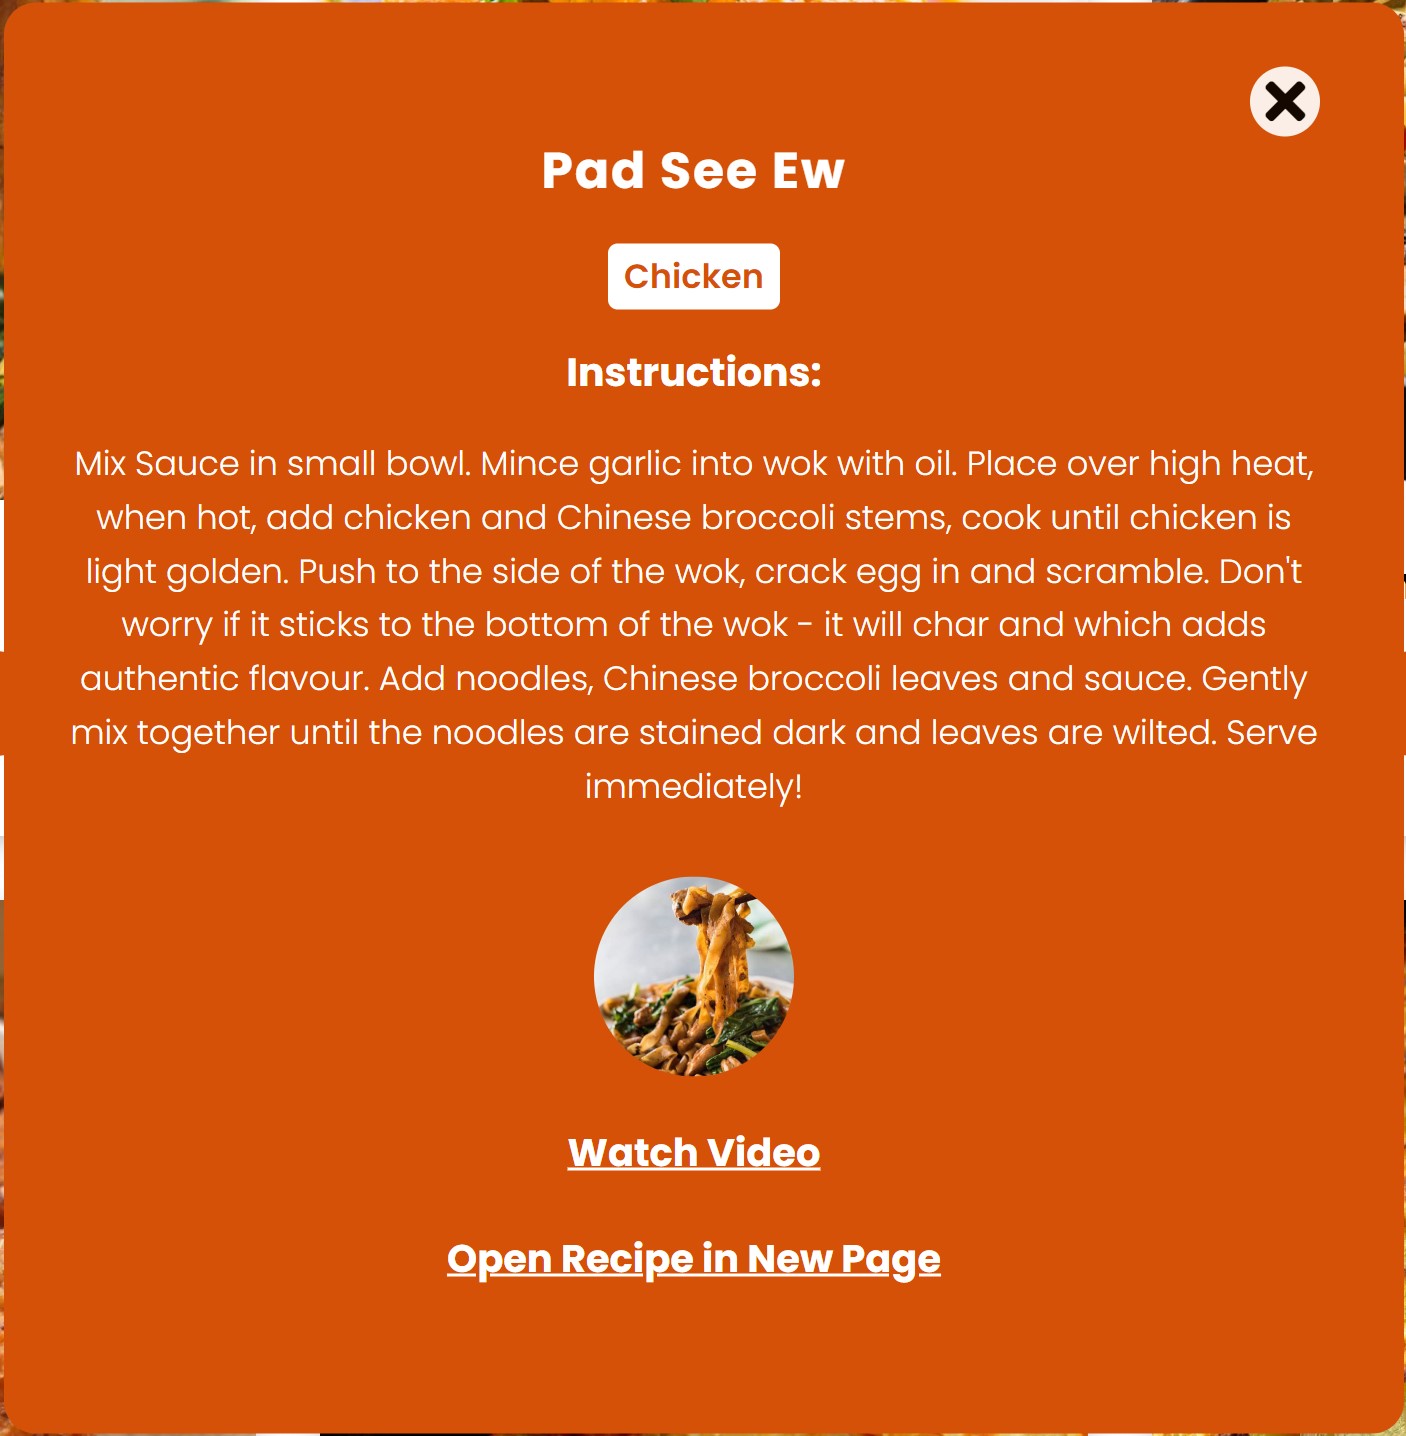 Pad See Ew
Chicken
Instructions:
Mix Sauce in small bowl. Mince garlic into wok with oil. Place over high heat,
when hot, add chicken and Chinese broccoli stems, cook until chicken is
light golden. Push to the side of the wok, crack egg in and scramble. Don't
worry if it sticks to the bottom of the wok - it will char and which adds
authentic flavour. Add noodles, Chinese broccoli leaves and sauce. Gently
mix together until the noodles are stained dark and leaves are wilted. Serve
immediately!
Watch Video
Open Recipe in New Page